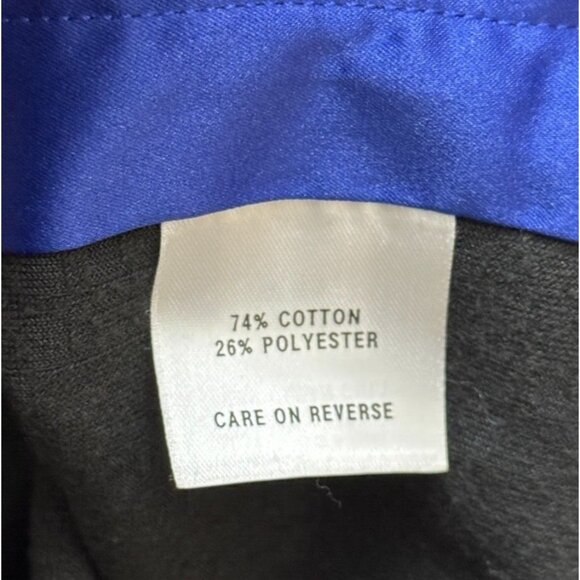 74% COTTON
26% POLYESTER
CARE ON REVERSE